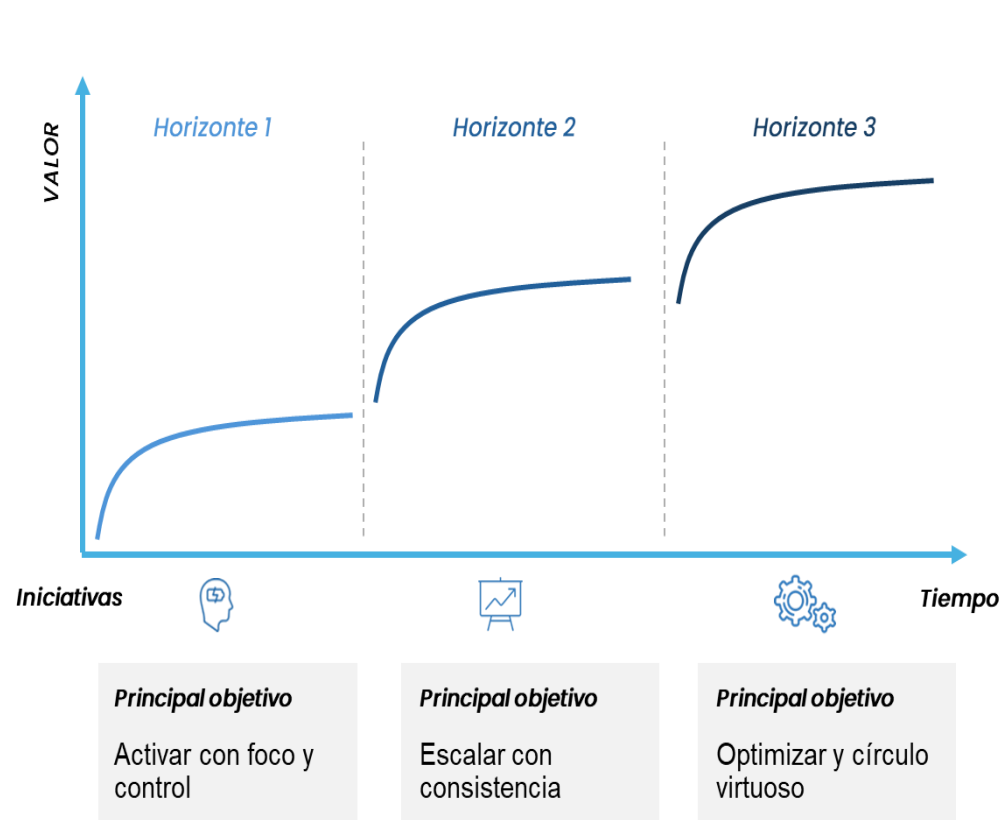 Horizonte 1
Horizonte 2
Horizonte 3
VALOR
Iniciativas
Tiempo
Principal objetivo
Activar con foco y
control
Principal objetivo
Escalar con
consistencia
Principal objetivo
Optimizar y círculo
virtuoso